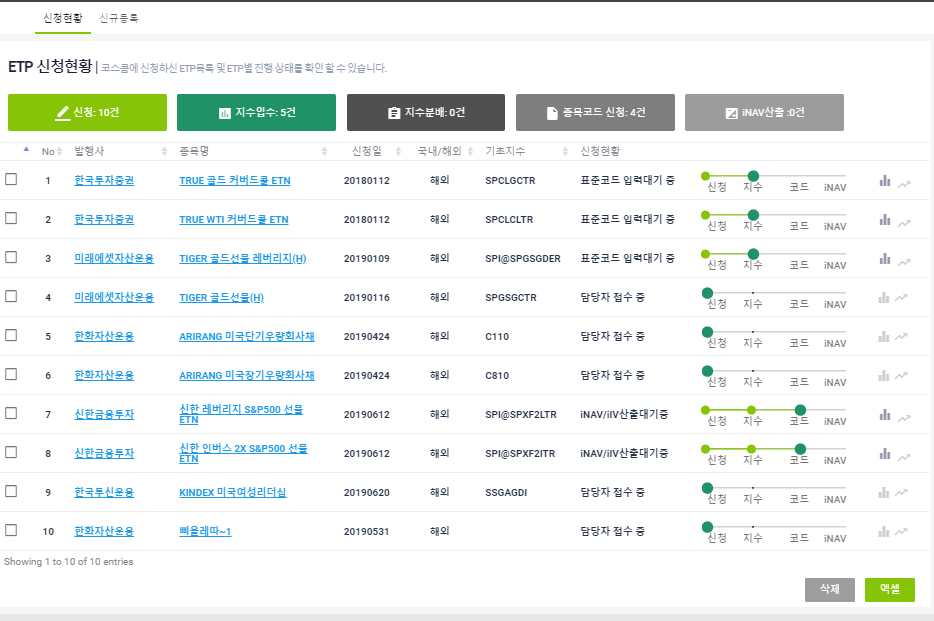 신청현황 신규등록
ETP 신청현황 | 코스콤에 신청하신 ETP목록 및 ETP별 진행 상태를 확인 할 수 있습니다.
신청: 10건 지수입수: 5건 지수분배: 0건 종목코드 신청: 4건 iNAV산출 :0건
No 발행사 종목명 신청일 국내/해외 기초지수 신청현황
1 한국투자증권 TRUE 골드 커버드콜 ETN 20180112 해외 SPCLGCTR 표준코드 입력대기 중 신청 지수 코드 iNAV
2 한국투자증권 TRUE WTI 커버드콜 ETN 20180112 해외 SPCLCLTR 표준코드 입력대기 중 신청 지수 코드 iNAV
3 미래에셋자산운용 TIGER 골드선물 레버리지(H) 20190109 해외 SPI@SPGSGDER 표준코드 입력대기 중 신청 지수 코드 iNAV
4 미래에셋자산운용 TIGER 골드선물(H) 20190116 해외 SPGSGCTR 담당자 접수 중 신청 지수 코드 iNAV
5 한화자산운용 ARIRANG 미국단기우량회사채 20190424 해외 C110 담당자 접수 중 신청 지수 코드 iNAV
6 한화자산운용 ARIRANG 미국장기우량회사채 20190424 해외 C810 담당자 접수 중 신청 지수 코드 iNAV
7 신한금융투자 신한 레버리지 S&P500 선물
ETN 20190612 해외 SPI@SPXF2LTR iNAV/iIV산출대기중 신청 지수 코드 iNAV
8 신한금융투자 신한 인버스 2X S&P500 선물
ETN 20190612 해외 SPI@SPXF2ITR iNAV/iIV산출대기중 신청 지수 코드 iNAV
9 한국투신운용 KINDEX 미국여성리더십 20190620 해외 SSGAGDI 담당자 접수 중 신청 지수 코드 iNAV
10 한화자산운용 삐올레따~1 20190531 해외 담당자 접수 중 신청 지수 코드 iNAV
Showing 1 to 10 of 10 entries
삭제 엑셀